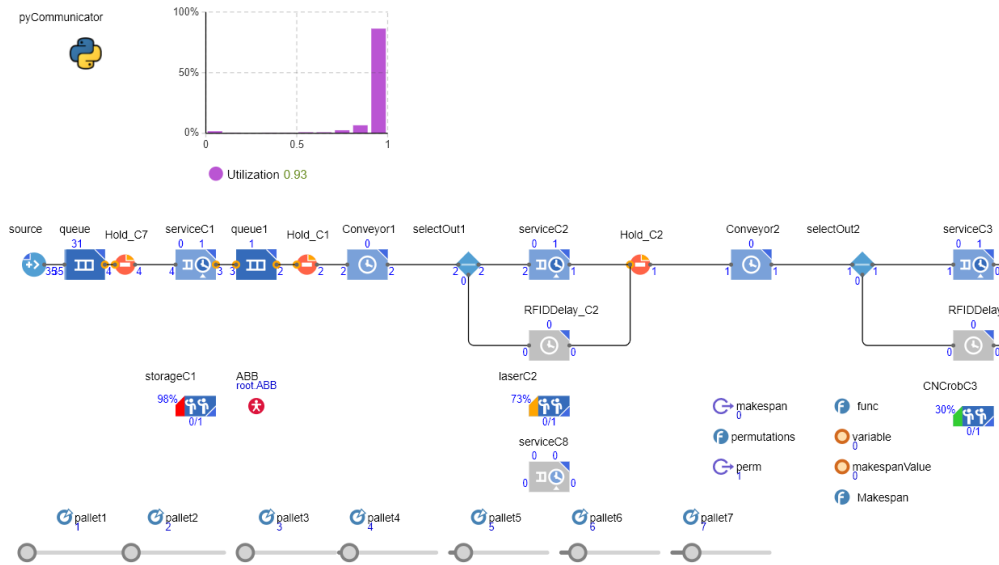 pyCommunicator
100%
50%
0%
0 0.5 1
Utilization 0.93
source queue Hold_C7 serviceC1 queue1 Hold_C1 Conveyor1 selectOut1 serviceC2 Hold_C2 Conveyor2 selectOut2 serviceC3
31 0 1 1 0 0 1 0 0 1
4 4 4 3 3 2 2 2 2 2 2 1 1 1 1 1 1 1
0 0
RFIDDelay_C2 RFIDDelay
0 0
0 0 0
storageC1 ABB laserC2 CNCrobC3
root.ABB
98% 73% 30%
0/1 0/1 0/1
makespan func
0
permutations variable
0
perm makespanValue
1 0
Makespan
serviceC8
0 0
0 0
pallet1 pallet2 pallet3 pallet4 pallet5 pallet6 pallet7
1 2 3 4 5 6 7